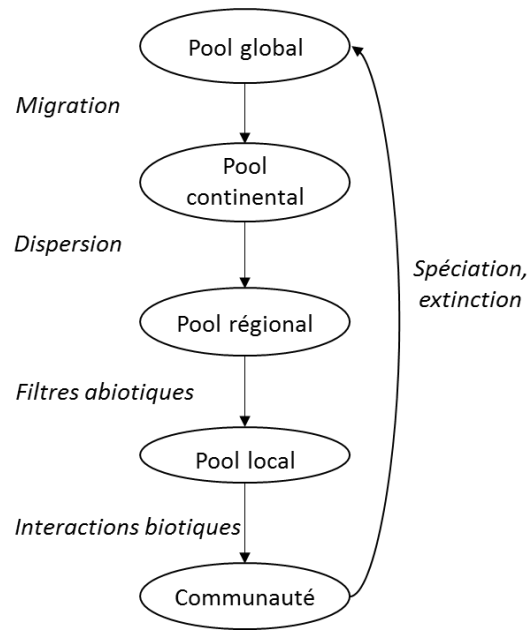 Pool global
Migration
Pool
continental
Dispersion
Spéciation,
extinction
Pool régional
Filtres abiotiques
Pool local
Interactions biotiques
Communauté